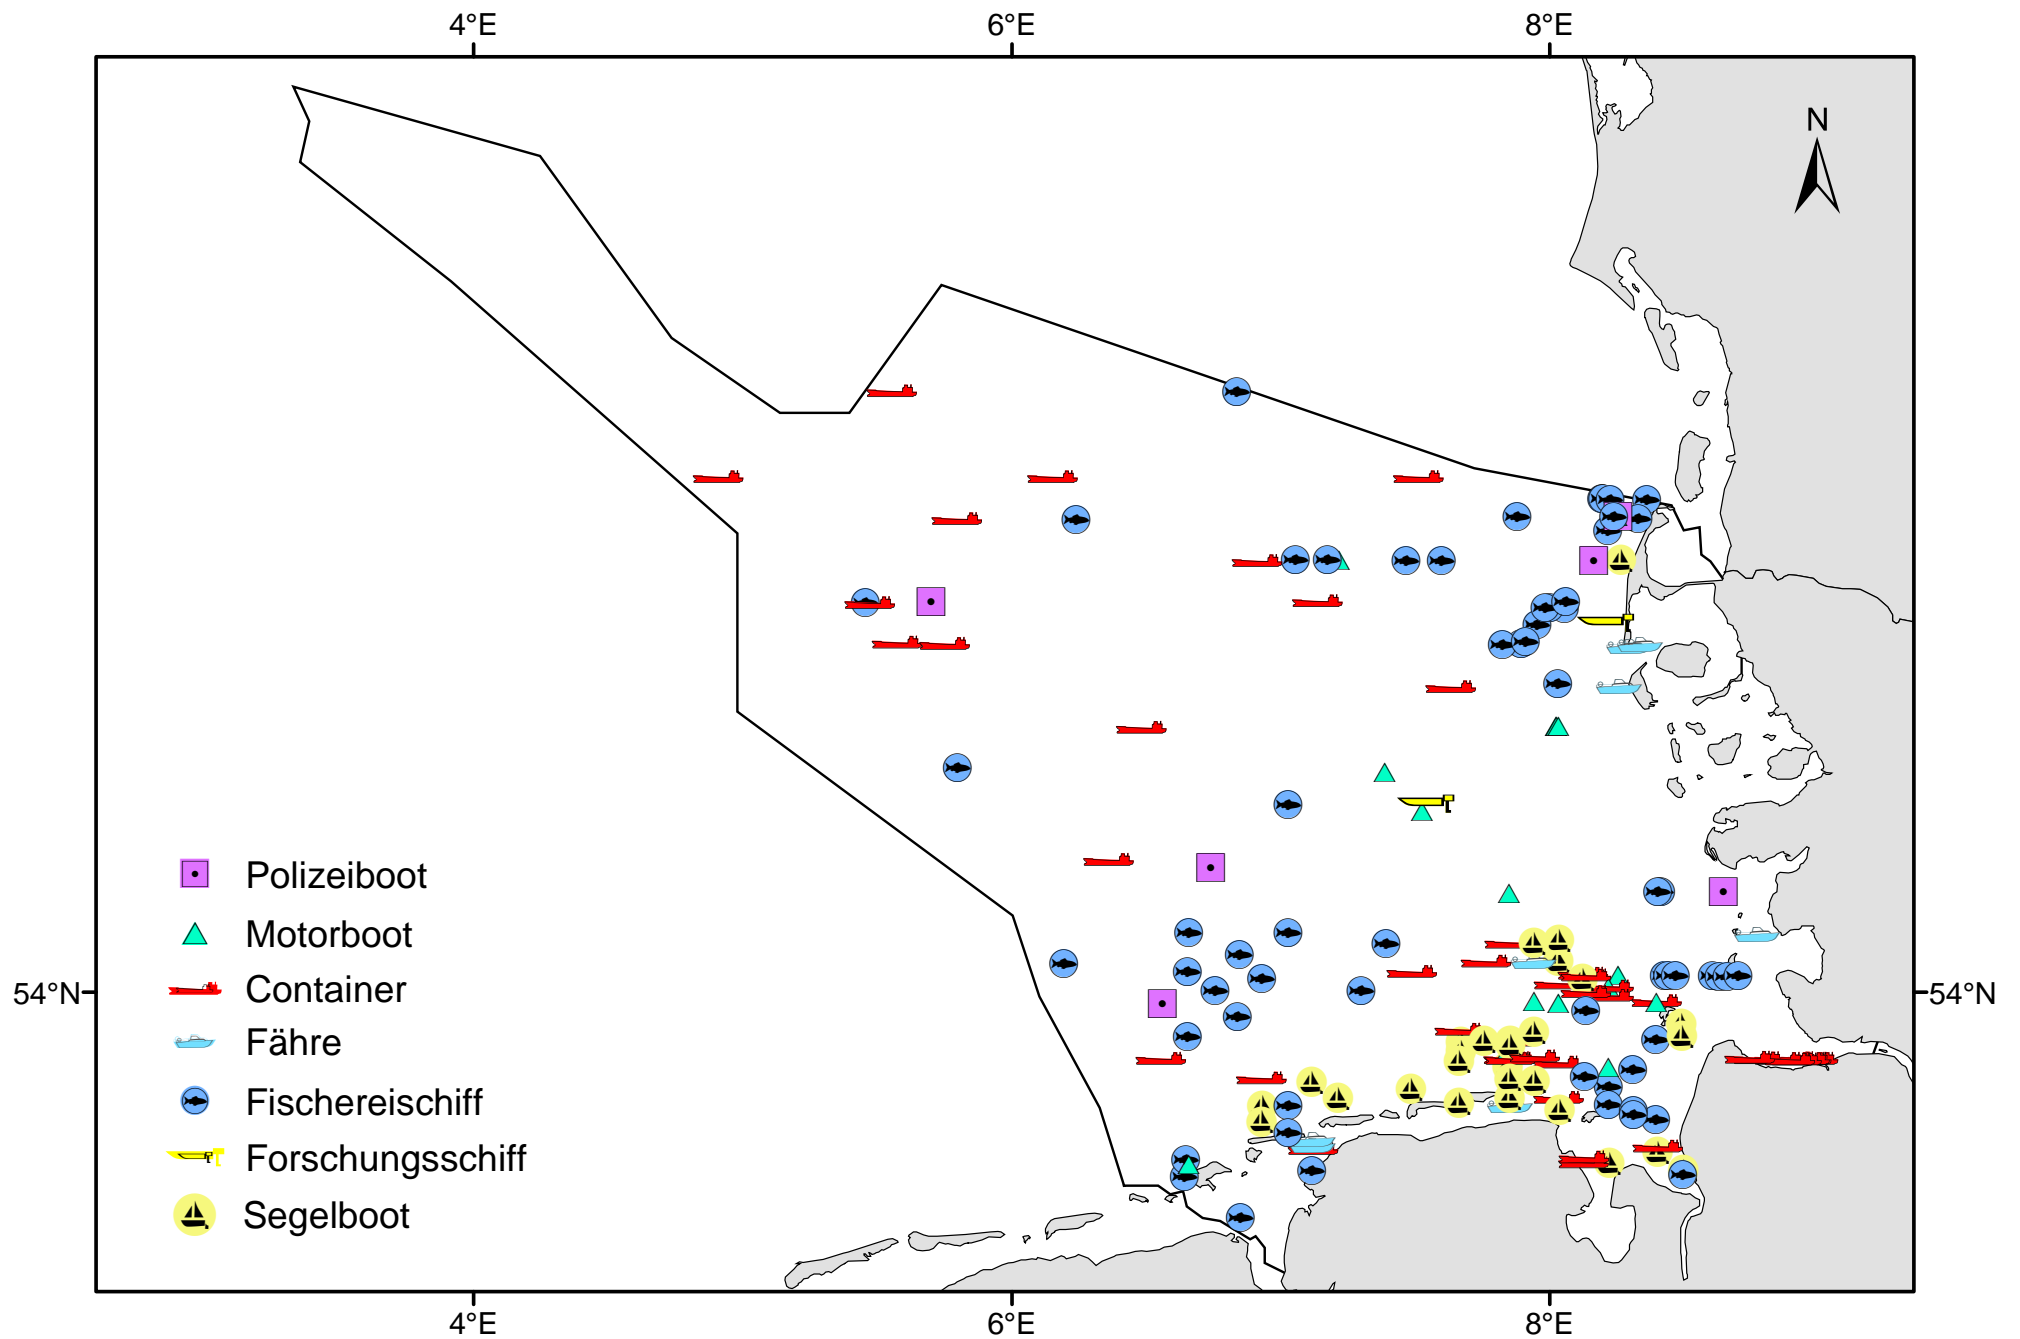 4°E 6°E 8°E
N
Polizeiboot
Motorboot
Container
54°N 54°N
Fähre
Fischereischiff
Forschungsschiff
Segelboot
4°E 6°E 8°E